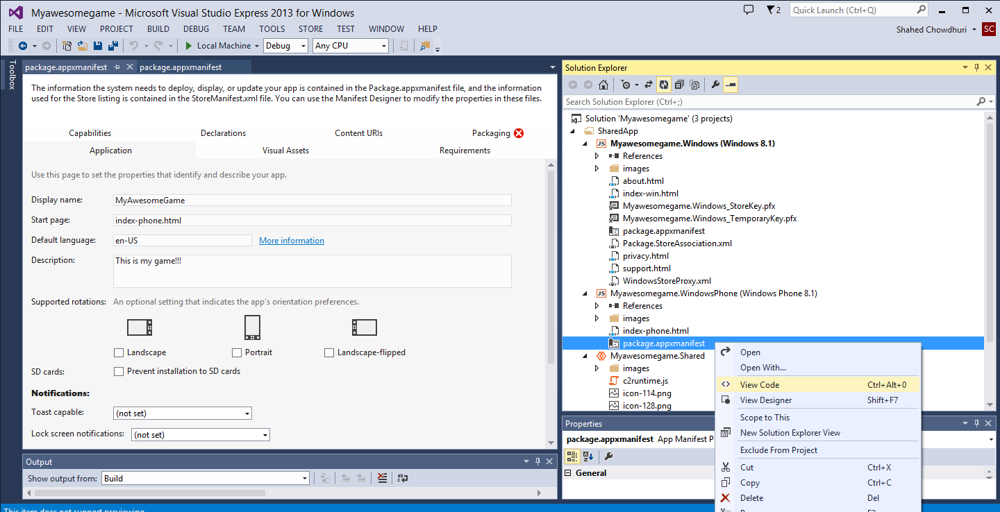 Myawesomegame - Microsoft Visual Studio Express 2013 for Windows
2
Quick Launch (Ctrl+Q)
FILE EDIT VIEW PROJECT BUILD DEBUG TEAM TOOLS STORE TEST WINDOW HELP
Shahed Chowdhuri
SC
Local Machine
Debug
Any CPU
Toolbox
package.appxmanifest
package.appxmanifest
The information the system needs to deploy, display, or update your app is contained in the Package.appxmanifest file, and the information
used for the Store listing is contained in the StoreManifest.xml file. You can use the Manifest Designer to modify the properties in these files.
Capabilities Declarations Content URIs Packaging
Application Visual Assets Requirements
Use this page to set the properties that identify and describe your app.
Display name: MyAwesomeGame
Start page: index-phone.html
Default language: en-US More information
Description: This is my game!!!
Supported rotations: An optional setting that indicates the app's orientation preferences.
Landscape Portrait Landscape-flipped
SD cards: Prevent installation to SD cards
Notifications:
Toast capable: (not set)
Lock screen notifications: (not set)
Output
Show output from: Build
Solution Explorer
Search Solution Explorer (Ctrl+;)
Solution 'Myawesomegame' (3 projects)
SharedApp
JS Myawesomegame.Windows (Windows 8.1)
References
images
about.html
index-win.html
Myawesomegame.Windows_StoreKey.pfx
Myawesomegame.Windows_TemporaryKey.pfx
package.appxmanifest
Package.StoreAssociation.xml
privacy.html
support.html
WindowsStoreProxy.xml
JS Myawesomegame.WindowsPhone (Windows Phone 8.1)
References
images
index-phone.html
package.appxmanifest
Myawesomegame.Shared
images
c2runtime.js
icon-114.png
icon-128.png
Properties
package.appxmanifest App Manifest P
General
Open
Open With...
View Code Ctrl+Alt+0
View Designer Shift+F7
Scope to This
New Solution Explorer View
Exclude From Project
Cut Ctrl+X
Copy Ctrl+C
Delete Del
This item does not support previewing